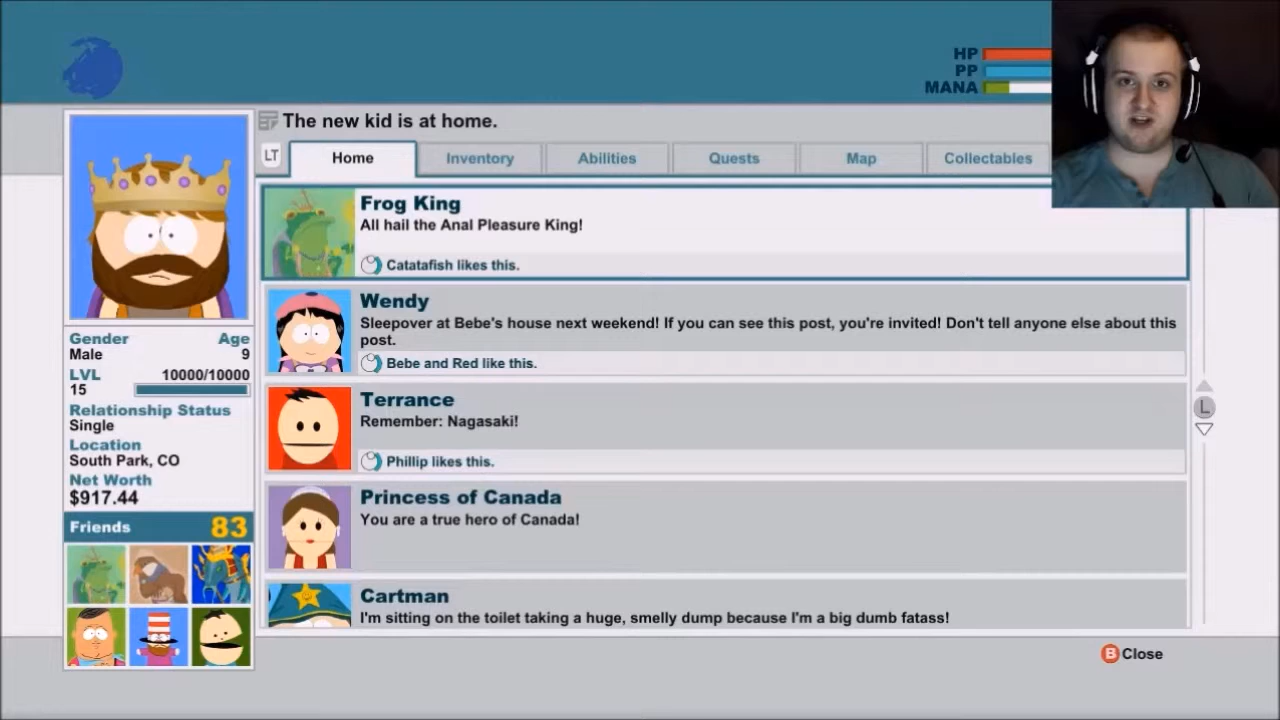 HP
PP
MANA
The new kid is at home.
LT
Home
Inventory
Abilities
Quests
Map
Collectables
Frog King
All hail the Anal Pleasure King!
Catatafish likes this.
Wendy
Sleepover at Bebe's house next weekend! If you can see this post, you're invited! Don't tell anyone else about this
post.
Bebe and Red like this.
Terrance
Remember: Nagasaki!
Phillip likes this.
Princess of Canada
You are a true hero of Canada!
Cartman
I'm sitting on the toilet taking a huge, smelly dump because I'm a big dumb fatass!
Gender Age
Male 9
LVL 10000/10000
15
Relationship Status
Single
Location
South Park, CO
Net Worth
$917.44
Friends 83
L
B Close